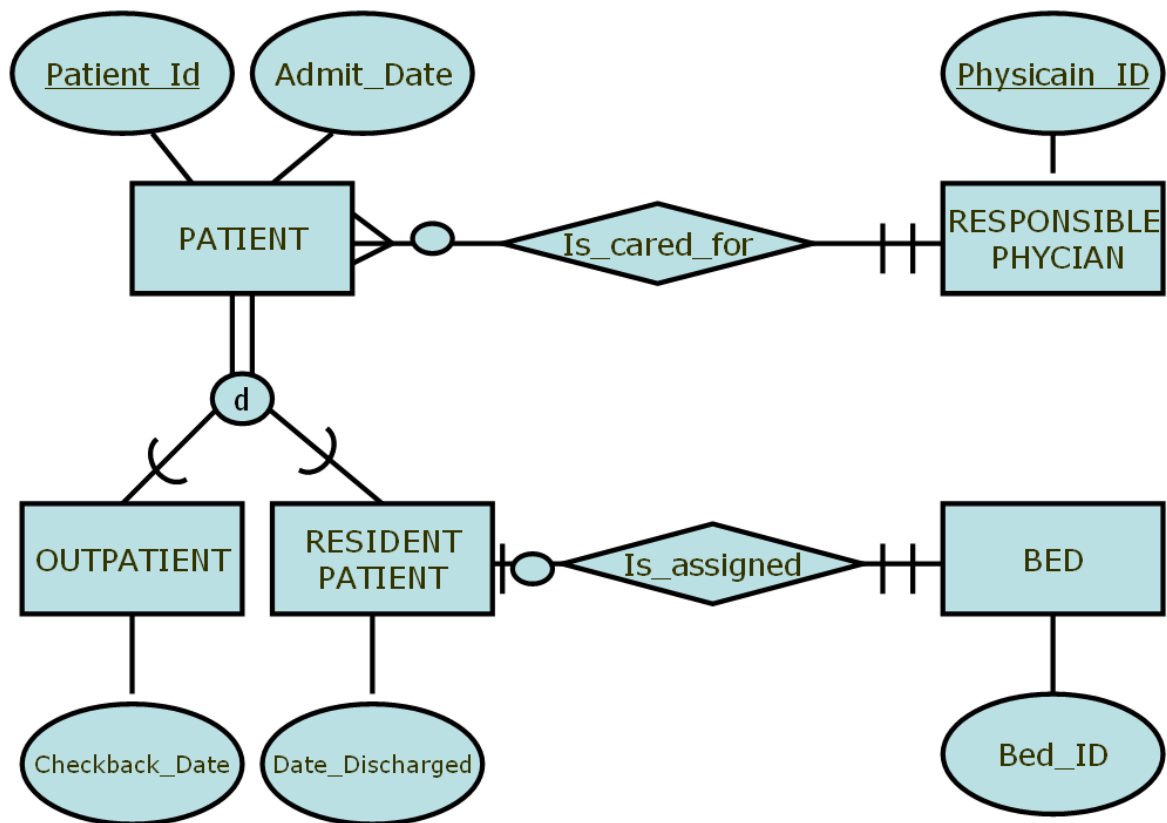 Patient_Id
Admit_Date
Physicain_ID
PATIENT
Is_cared_for
RESPONSIBLE
PHYCIAN
d
OUTPATIENT
RESIDENT
PATIENT
Is_assigned
BED
Checkback_Date
Date_Discharged
Bed_ID